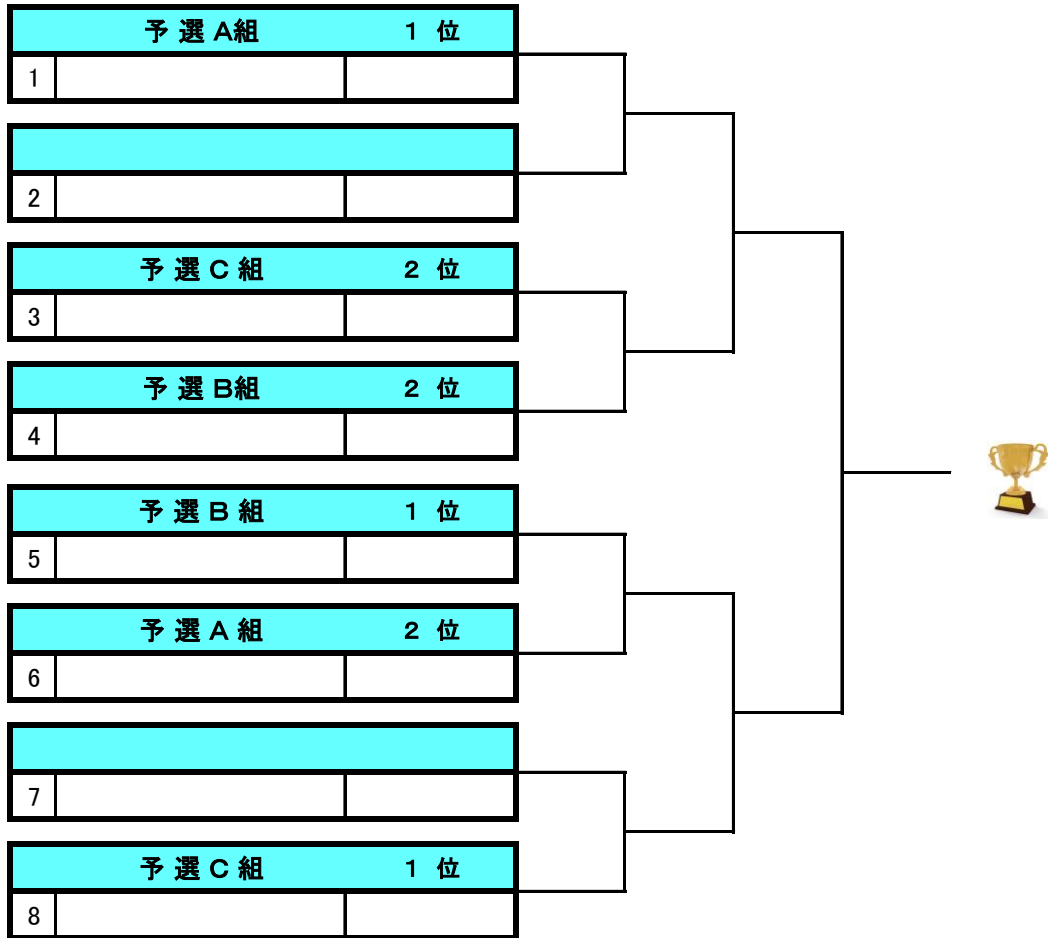 予 選 A組 1 位
1
2
予 選 C 組 2 位
3
予 選 B組 2 位
4
予 選 B 組 1 位
5
予 選 A 組 2 位
6
7
予 選 C 組 1 位
8